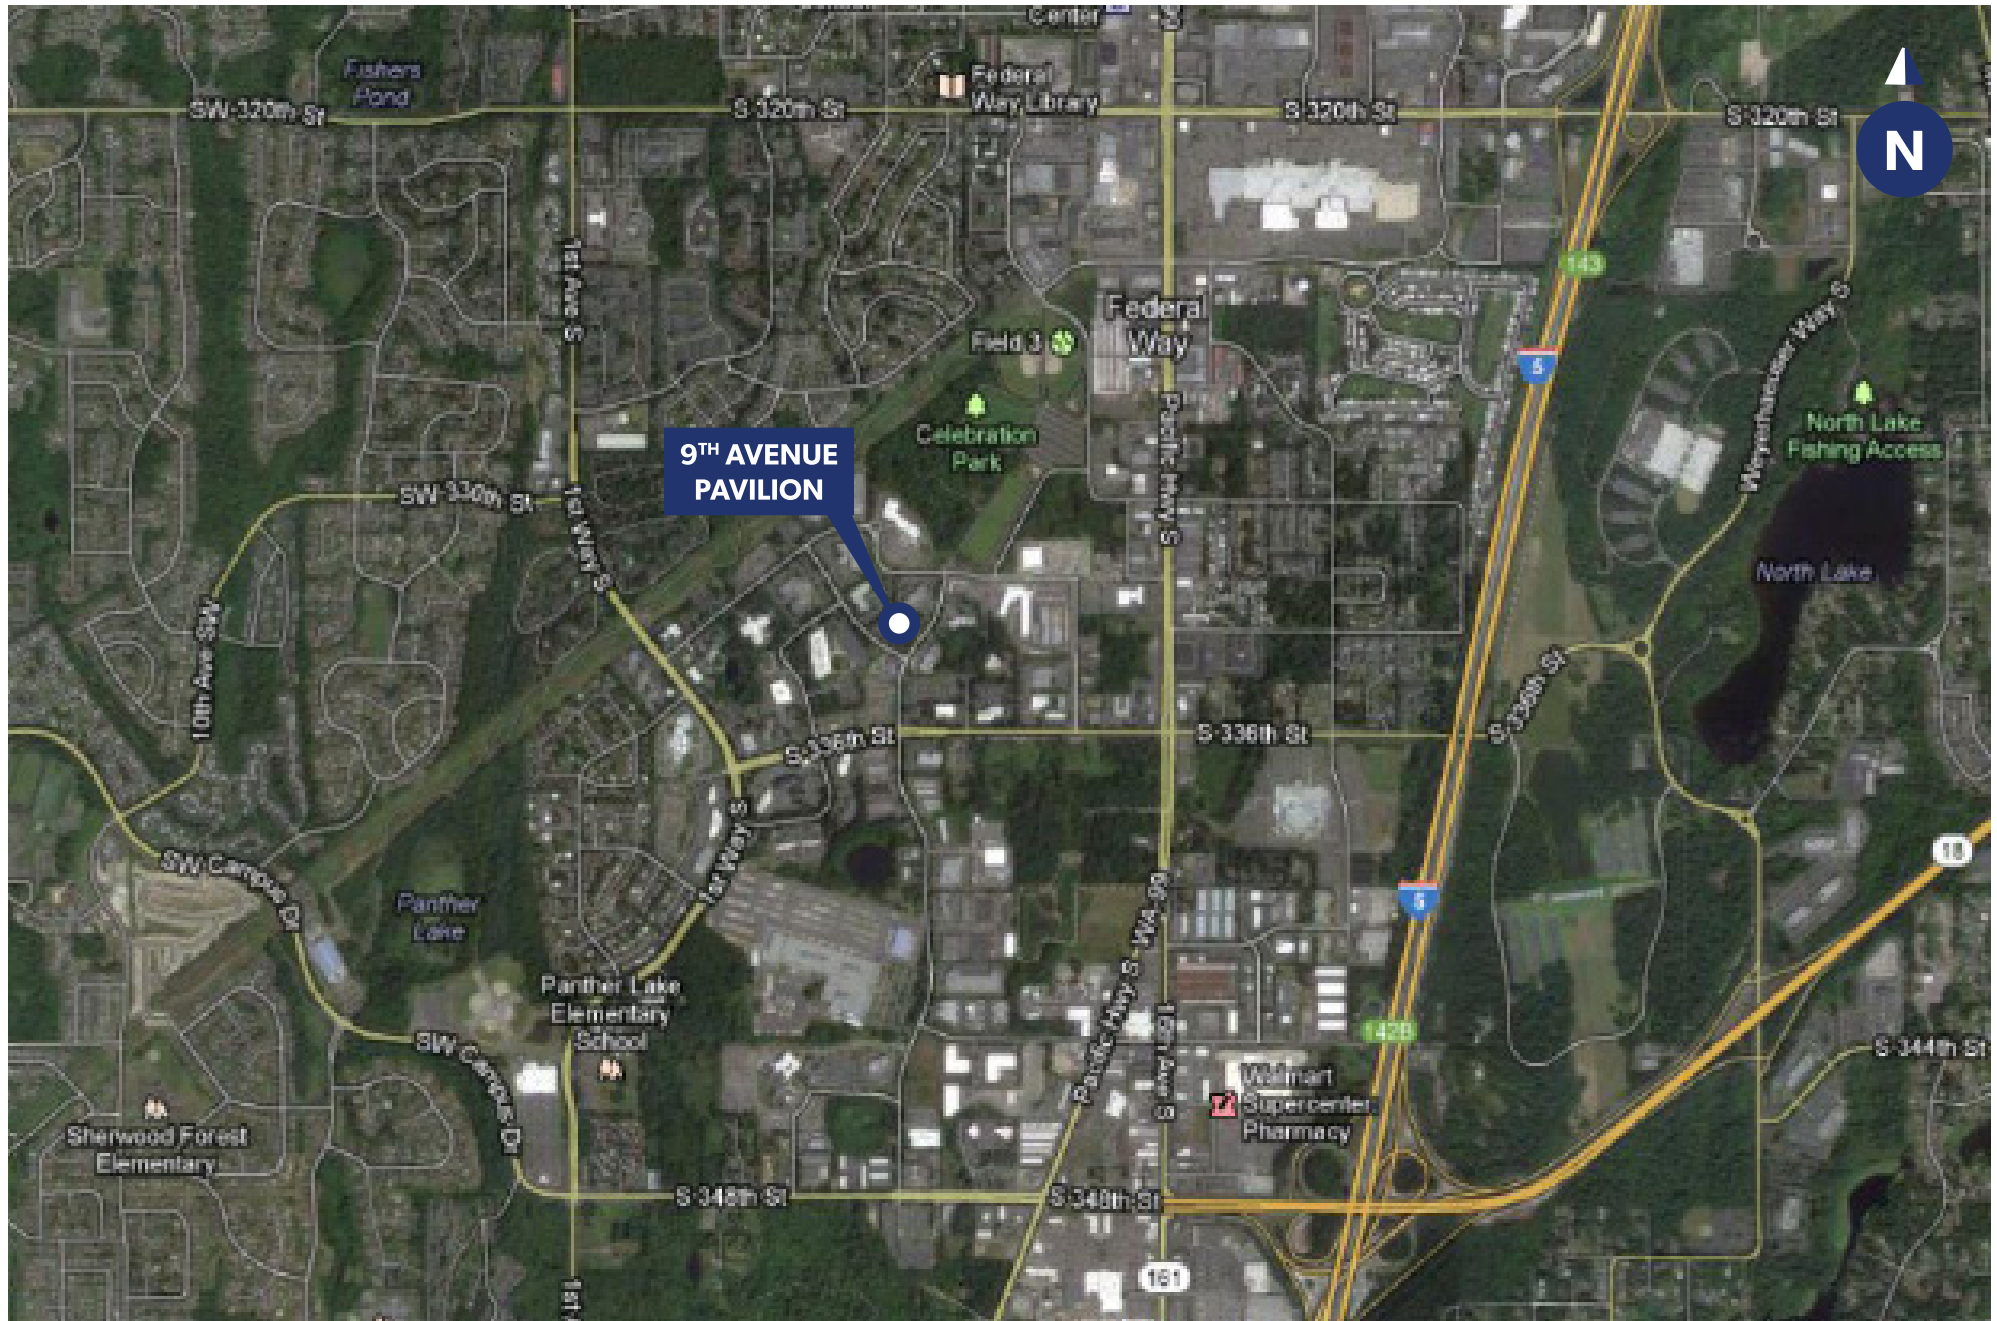 Center
Fishers
Pond
Federal
Way Library
SW 320th St
S 320th St
S 320th St
S 320th St
N
1st Ave S
143
Federal
Way
Field 3
5
Weyerhaeuser Way S
Celebration
Park
North Lake
Fishing Access
Pacific Hwy S
9TH AVENUE
PAVILION
SW 330th St
1st Way S
North Lake
10th Ave SW
S 336th St
S 336th St
S 336th St
1st Way S
SW Campus Dr
18
Panther
Lake
5
WA-99
Pacific Hwy S
16th Ave S
Panther Lake
Elementary
School
142B
SW Campus Dr
S 344th St
Walmart
Supercenter
Pharmacy
Sherwood Forest
Elementary
S 348th St
S 348th St
161
1st